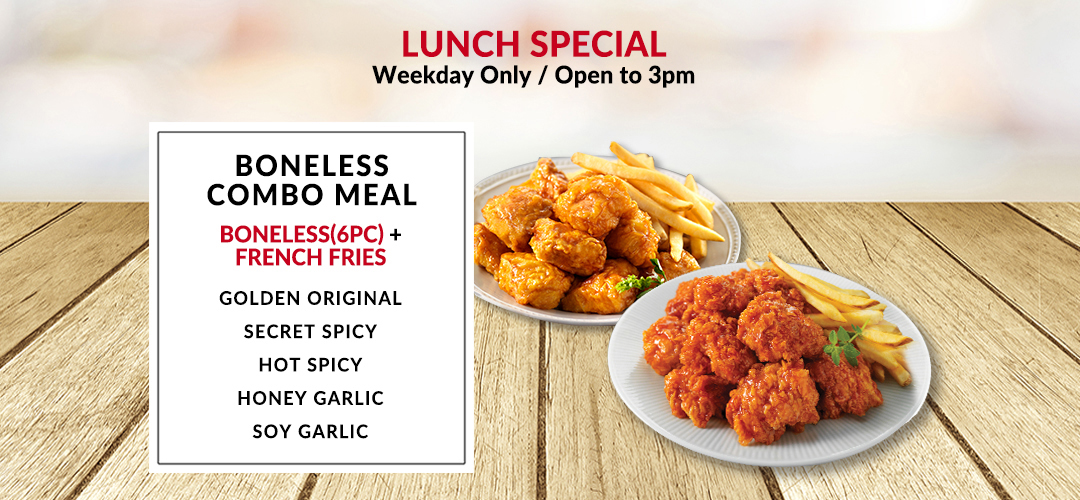 LUNCH SPECIAL
Weekday Only / Open to 3pm
BONELESS
COMBO MEAL
BONELESS(6PC) +
FRENCH FRIES
GOLDEN ORIGINAL
SECRET SPICY
HOT SPICY
HONEY GARLIC
SOY GARLIC